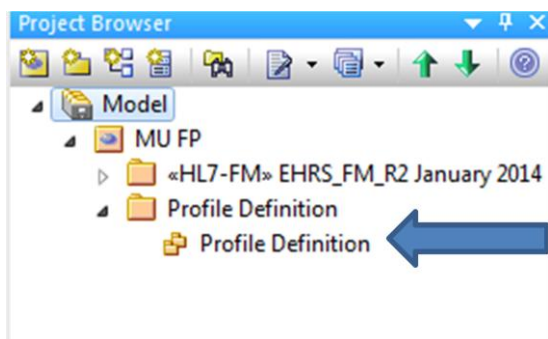 Project Browser
Model
MU FP
«HL7-FM» EHRS_FM_R2 January 2014
Profile Definition
Profile Definition